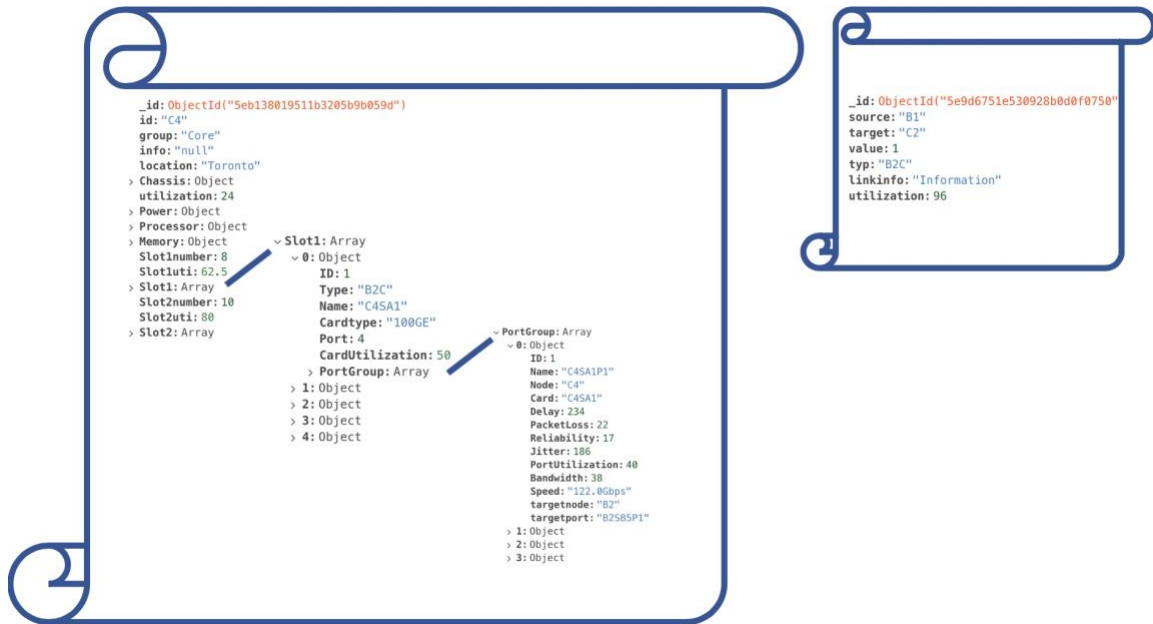 _id: ObjectId("5eb138019511b3205b9b059d")
id: "C4"
group: "Core"
info: "null"
location: "Toronto"
> Chassis: Object
utilization: 24
> Power: Object
> Processor: Object
> Memory: Object
Slot1number: 8
Slot1uti: 62.5
> Slot1: Array
Slot2number: 10
Slot2uti: 80
> Slot2: Array
∨ Slot1: Array
∨ 0: Object
ID: 1
Type: "B2C"
Name: "C4SA1"
Cardtype: "100GE"
Port: 4
CardUtilization: 50
> PortGroup: Array
> 1: Object
> 2: Object
> 3: Object
> 4: Object
∨ PortGroup: Array
∨ 0: Object
ID: 1
Name: "C4SA1P1"
Node: "C4"
Card: "C4SA1"
Delay: 234
PacketLoss: 22
Reliability: 17
Jitter: 186
PortUtilization: 40
Bandwidth: 38
Speed: "122.0Gbps"
targetnode: "B2"
targetport: "B2SB5P1"
> 1: Object
> 2: Object
> 3: Object
_id: ObjectId("5e9d6751e530928b0d0f0750"
source: "B1"
target: "C2"
value: 1
typ: "B2C"
linkinfo: "Information"
utilization: 96